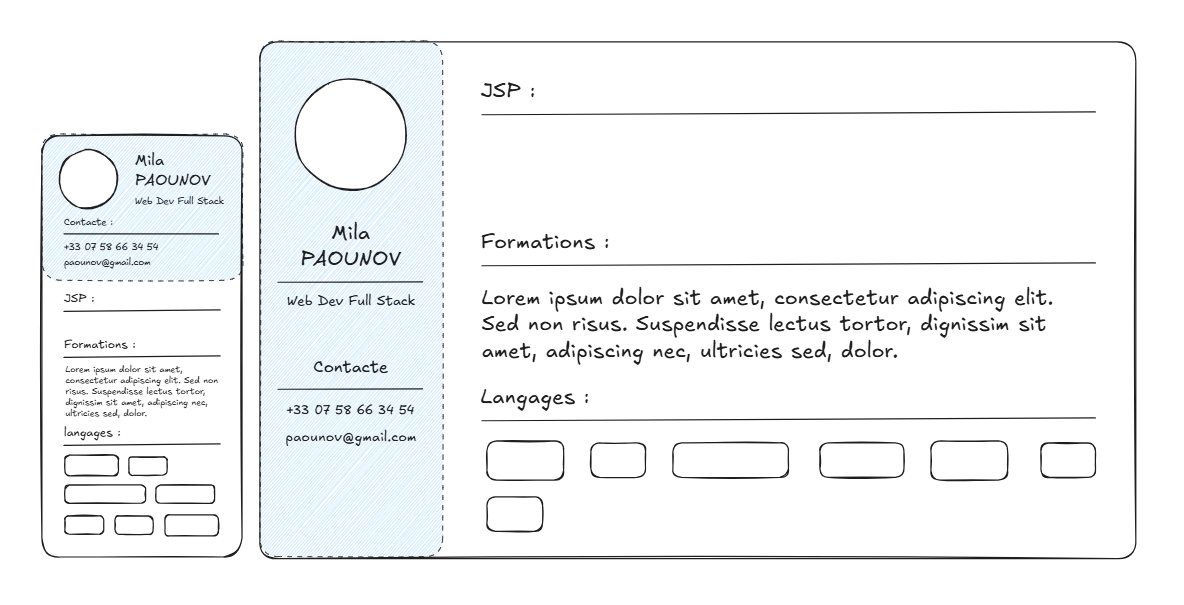 Mila
PAOUNOV
Web Dev Full Stack
Contacte :
+33 07 58 66 34 54
paounov@gmail.com
JSP :
Formations :
Lorem ipsum dolor sit amet,
consectetur adipiscing elit. Sed non
risus. Suspendisse lectus tortor,
dignissim sit amet, adipiscing nec,
ultricies sed, dolor.
langages :
Mila
PAOUNOV
Web Dev Full Stack
Contacte
+33 07 58 66 34 54
paounov@gmail.com
JSP :
Formations :
Lorem ipsum dolor sit amet, consectetur adipiscing elit.
Sed non risus. Suspendisse lectus tortor, dignissim sit
amet, adipiscing nec, ultricies sed, dolor.
Langages :